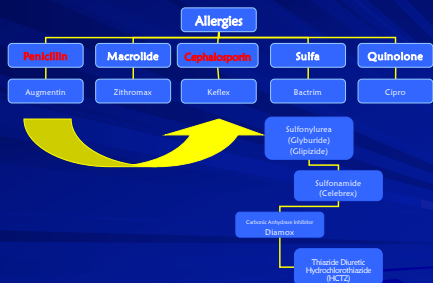 Allergies
Penicillin
Macrolide
Cephalosporin
Sulfa
Quinolone
Augmentin
Zithromax
Keflex
Bactrim
Cipro
Sulfonylurea
(Glyburide)
(Glipizide)
Sulfonamide
(Celebrex)
Carbonic Anhydrase Inhibitor
Diamox
Thiazide Diuretic
Hydrochlorothiazide
(HCTZ)